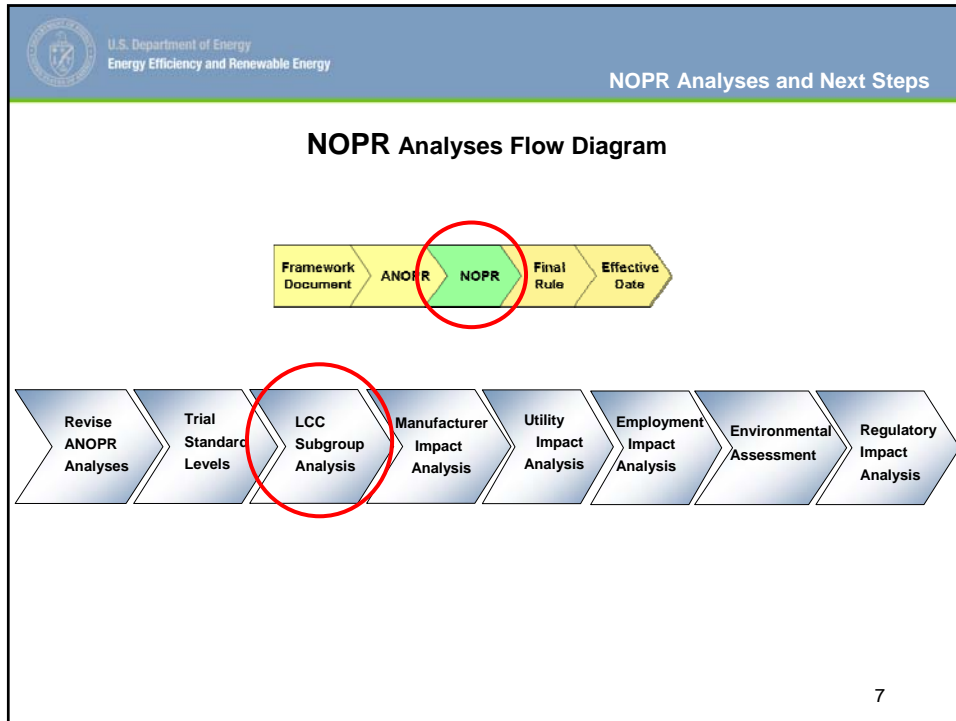 U.S. Department of Energy
Energy Efficiency and Renewable Energy
NOPR Analyses and Next Steps
NOPR Analyses Flow Diagram
Framework
Document
ANOPR
NOPR
Final
Rule
Effective
Date
Revise
ANOPR
Analyses
Trial
Standard
Levels
LCC
Subgroup
Analysis
Manufacturer
Impact
Analysis
Utility
Impact
Analysis
Employment
Impact
Analysis
Environmental
Assessment
Regulatory
Impact
Analysis
7